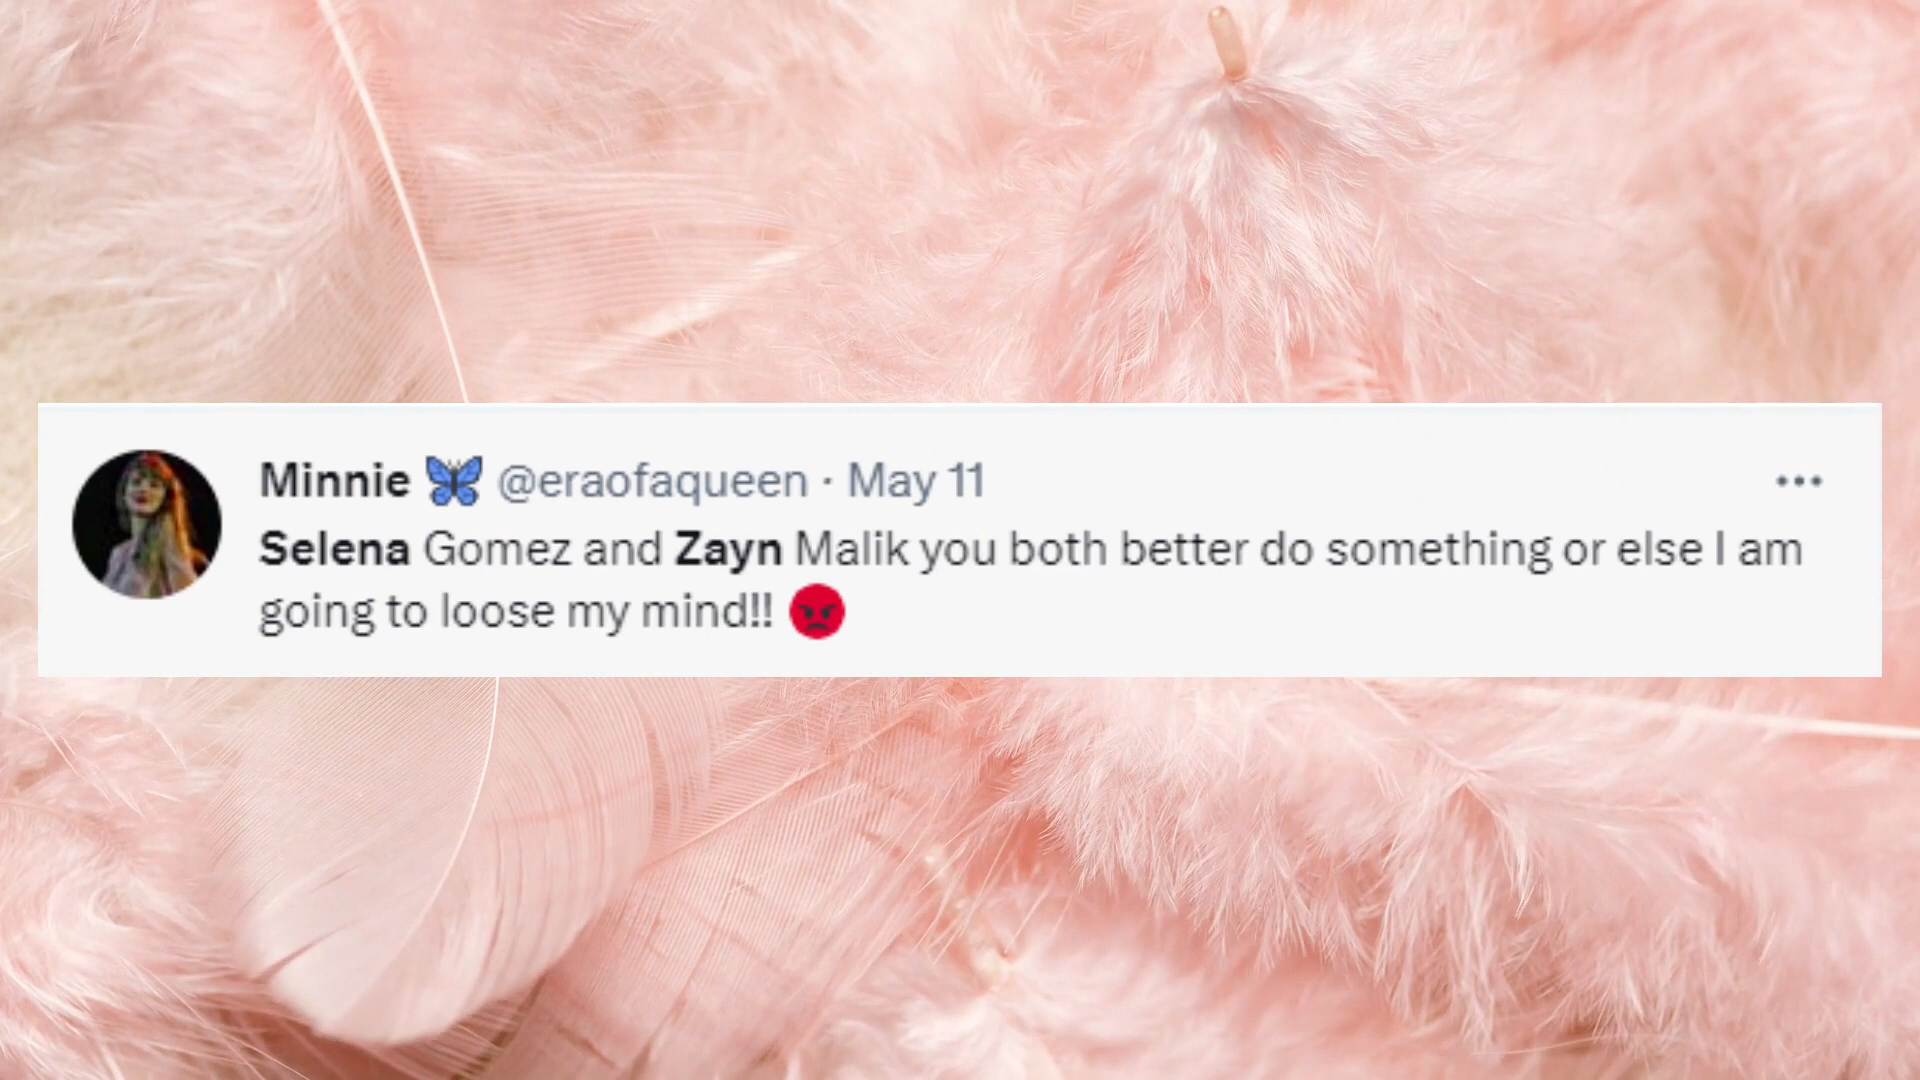 Minnie 🦋 @eraofaqueen · May 11
Selena Gomez and Zayn Malik you both better do something or else I am
going to loose my mind!! 😡